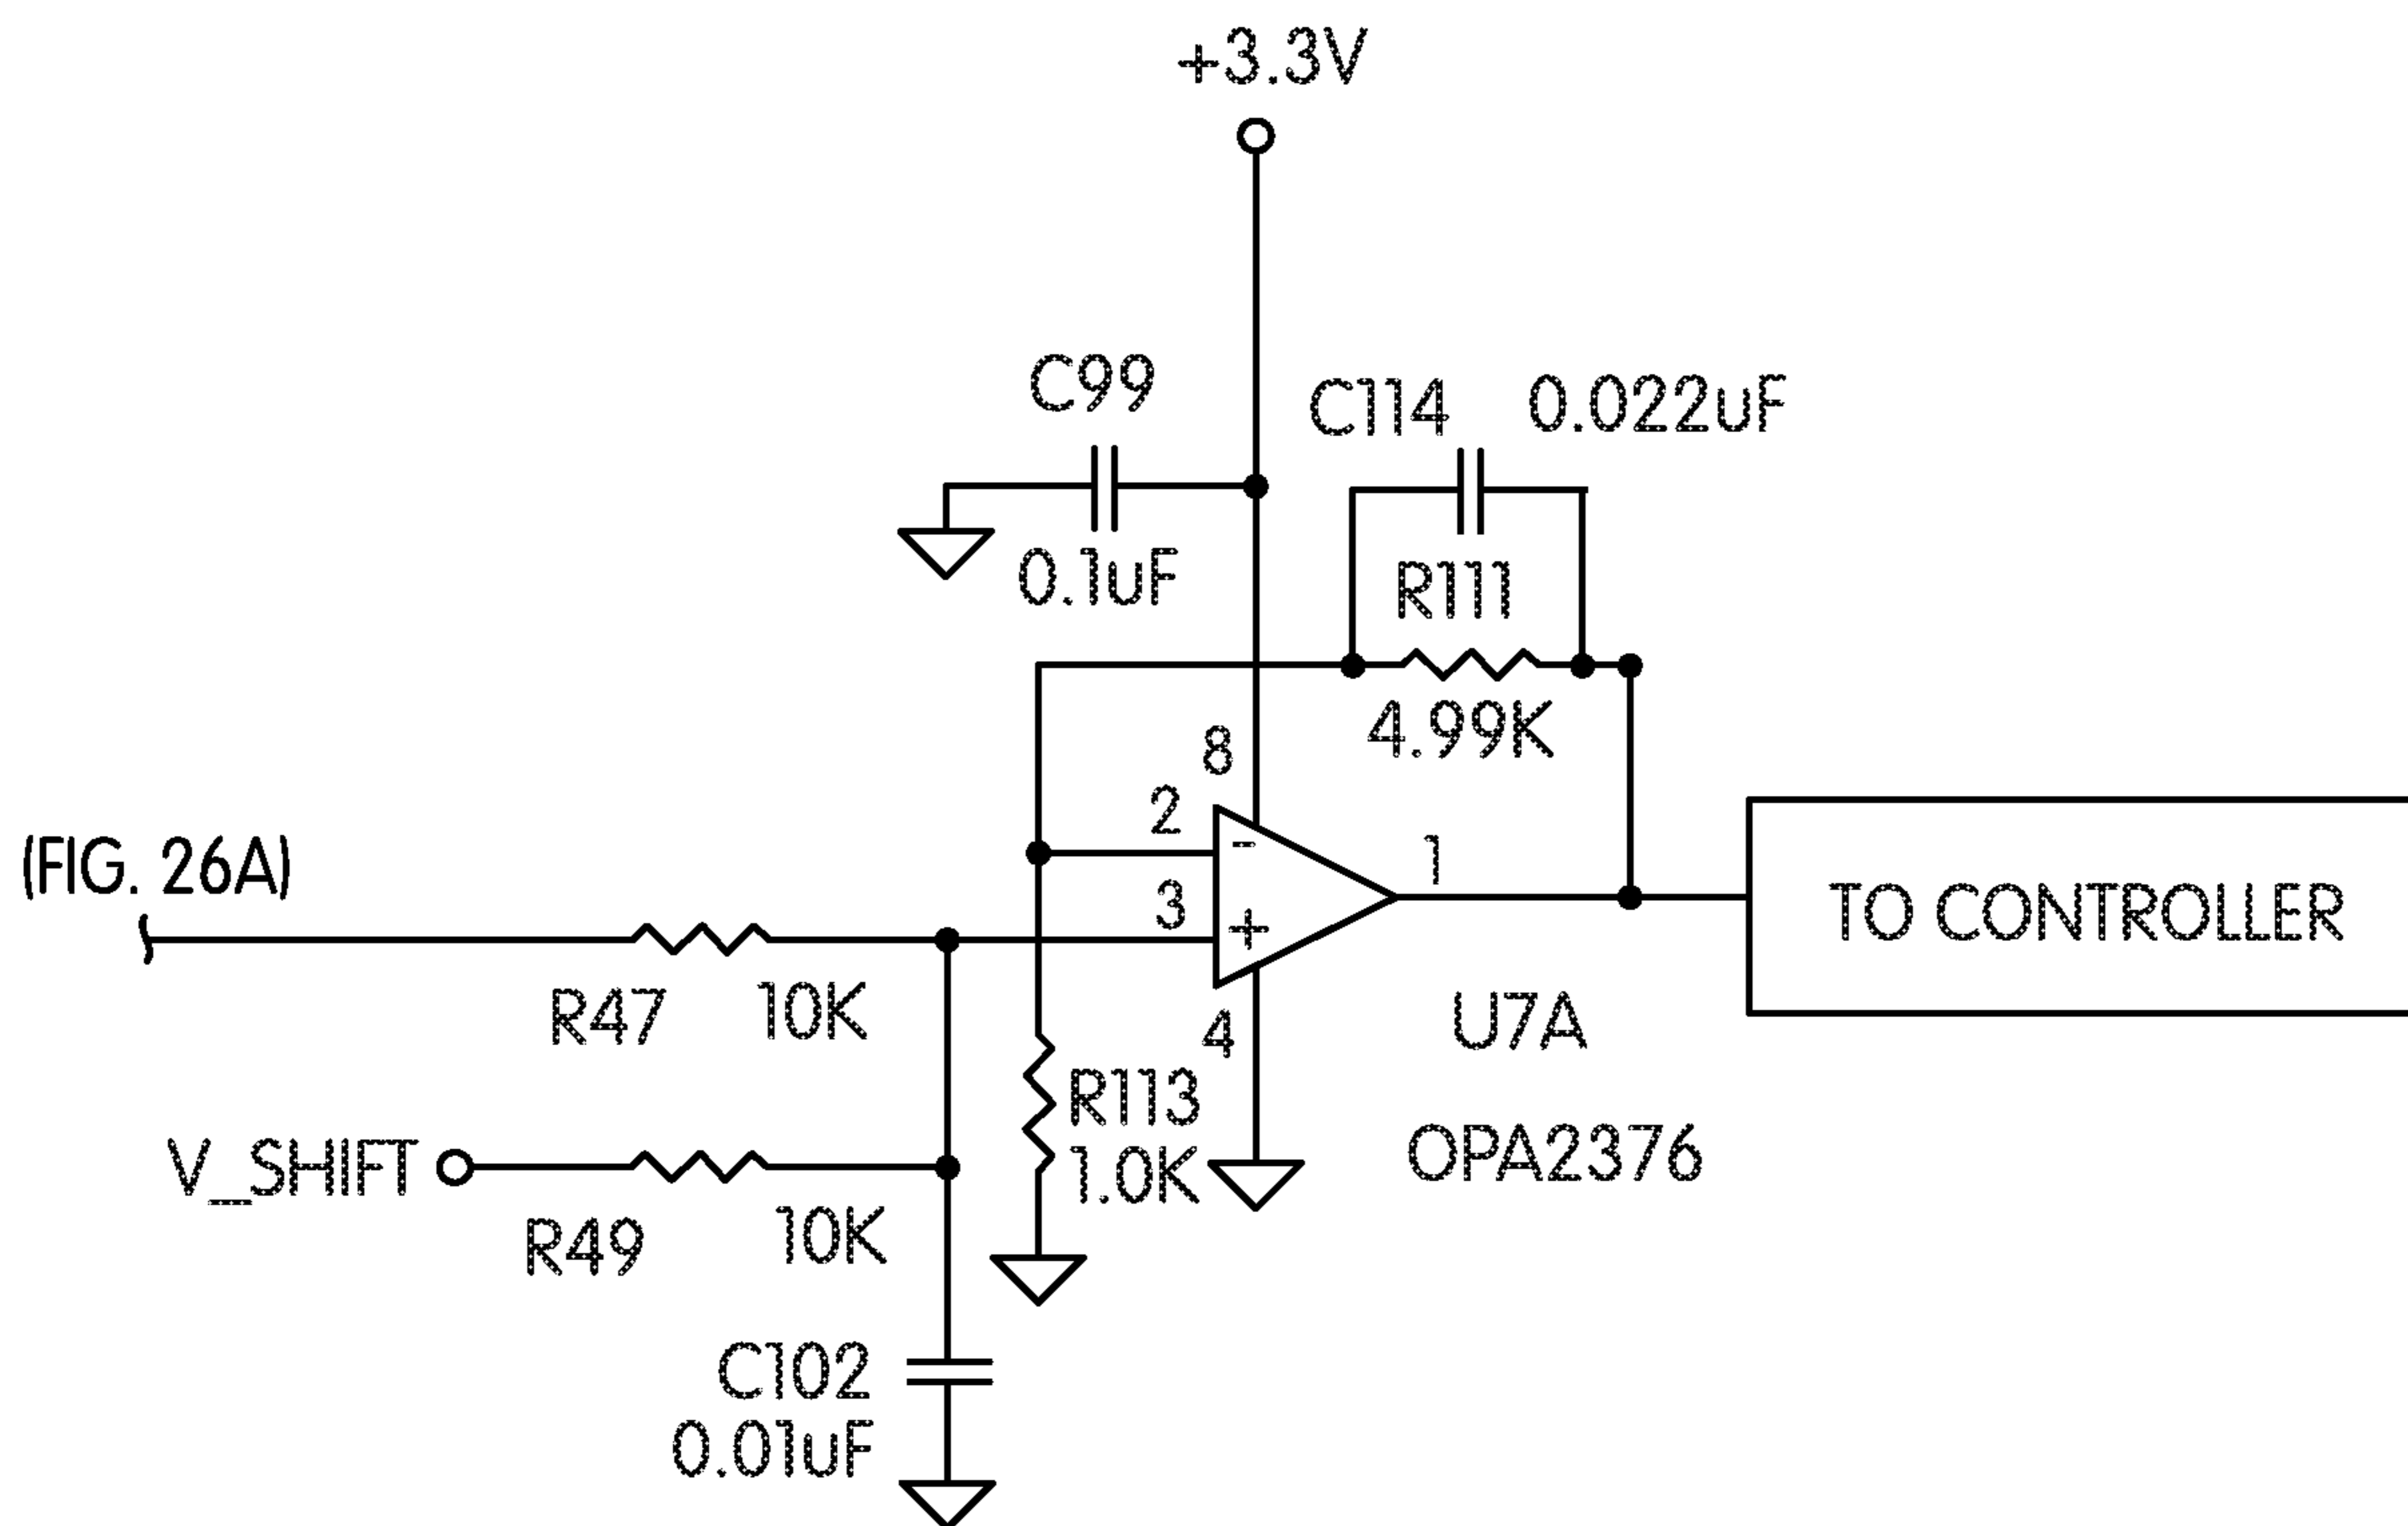 +3.3V
C99
0.1uF
C114 0.022uF
R111
4.99K
8
2
-
3
+
1
4
(FIG. 26A)
TO CONTROLLER
R47 10K
U7A
OPA2376
R113
1.0K
V_SHIFT
R49 10K
C102
0.01uF